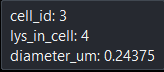 cell_id: 3
lys_in_cell: 4
diameter_um: 0.24375